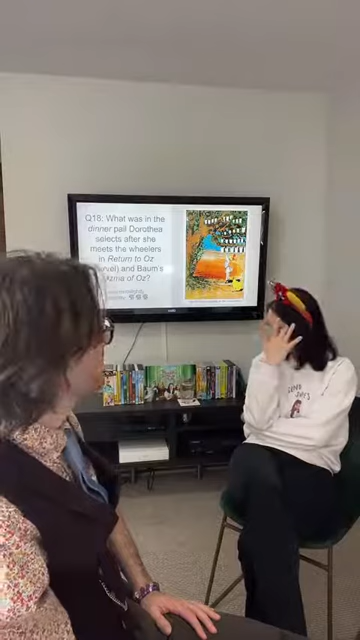 Q18: What was in the
dinner pail Dorothea
selects after she
meets the wheelers
in Return to Oz
and Baum's
Ozma of Oz?